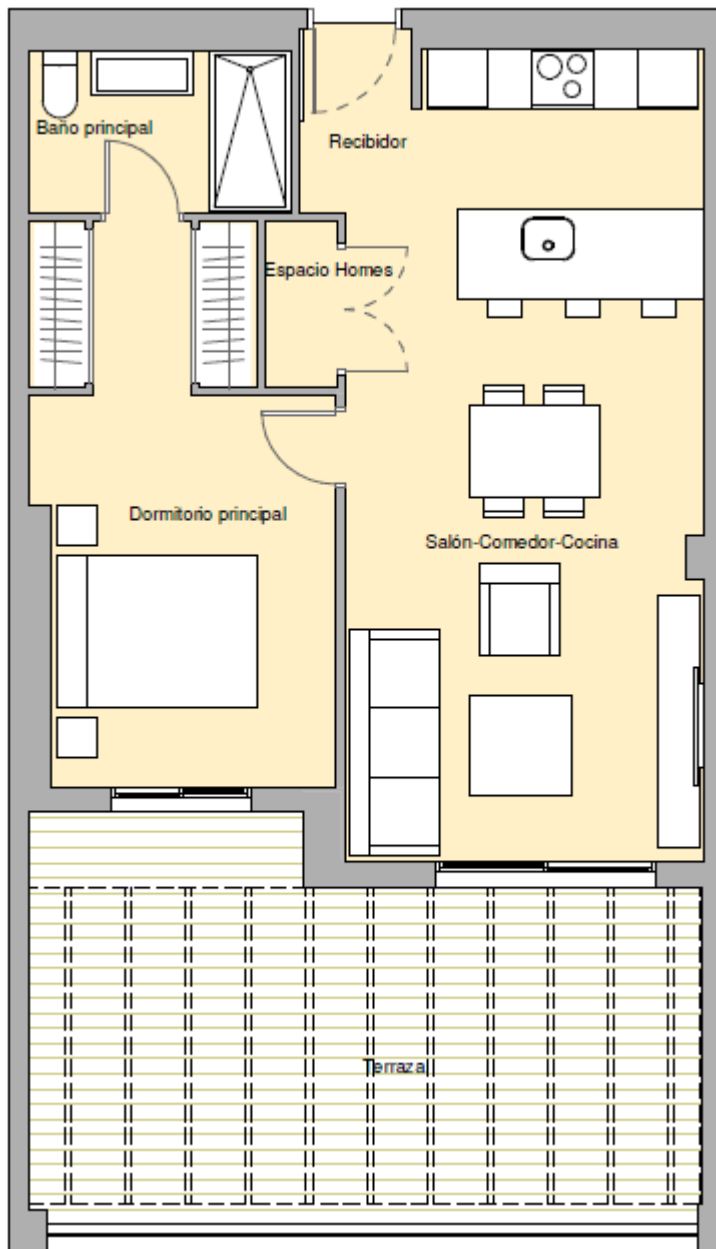 Baño principal
Recibidor
Espacio Homes
Dormitorio principal
Salón-Comedor-Cocina
Terraza